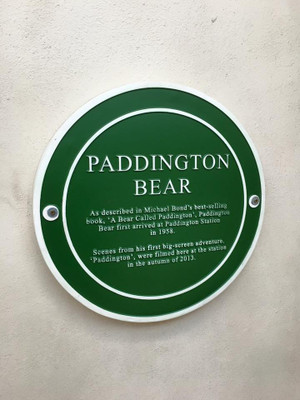 PADDINGTON
BEAR
As described in Michael Bond's best-selling
book, 'A Bear Called Paddington', Paddington
Bear first arrived at Paddington Station
in 1958.
Scenes from his first big-screen adventure,
'Paddington', were filmed here at the station
in the autumn of 2013.